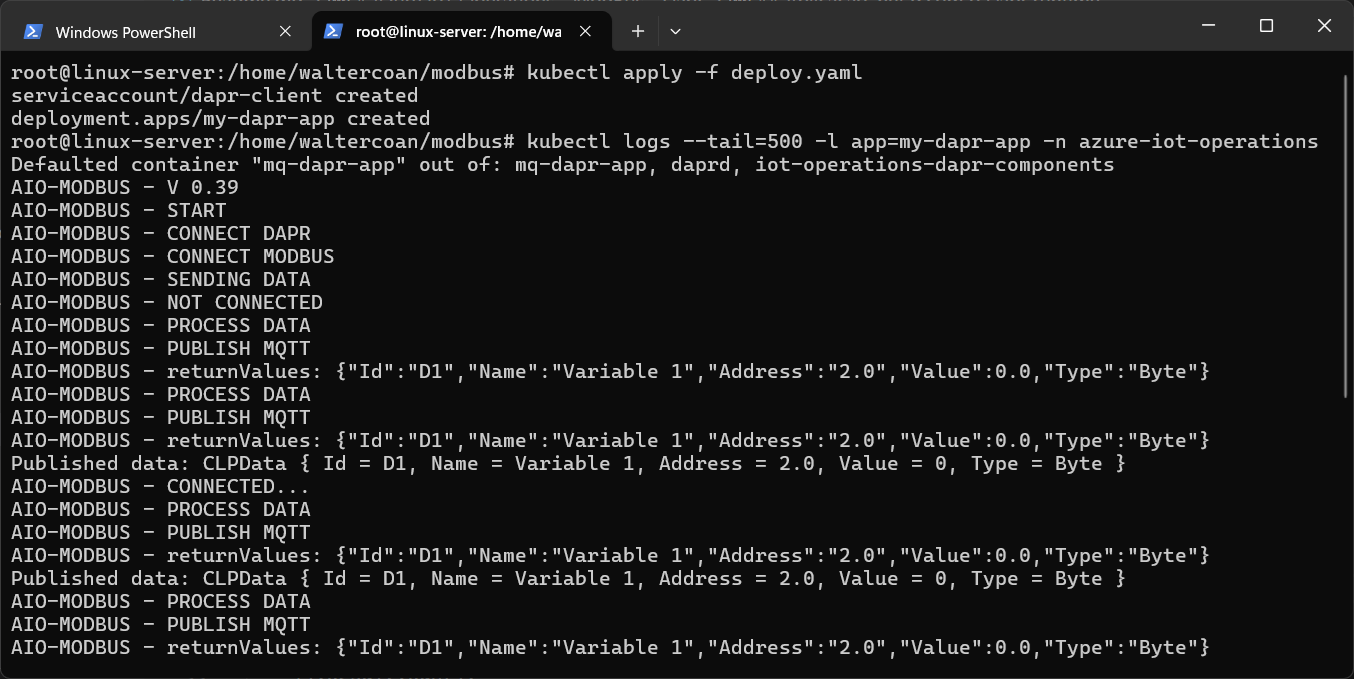 Windows PowerShell
root@linux-server: /home/wa
root@linux-server:/home/waltercoan/modbus# kubectl apply -f deploy.yaml
serviceaccount/dapr-client created
deployment.apps/my-dapr-app created
root@linux-server:/home/waltercoan/modbus# kubectl logs --tail=500 -l app=my-dapr-app -n azure-iot-operations
Defaulted container "mq-dapr-app" out of: mq-dapr-app, daprd, iot-operations-dapr-components
AIO-MODBUS - V 0.39
AIO-MODBUS - START
AIO-MODBUS - CONNECT DAPR
AIO-MODBUS - CONNECT MODBUS
AIO-MODBUS - SENDING DATA
AIO-MODBUS - NOT CONNECTED
AIO-MODBUS - PROCESS DATA
AIO-MODBUS - PUBLISH MQTT
AIO-MODBUS - returnValues: {"Id":"D1","Name":"Variable 1","Address":"2.0","Value":0.0,"Type":"Byte"}
AIO-MODBUS - PROCESS DATA
AIO-MODBUS - PUBLISH MQTT
AIO-MODBUS - returnValues: {"Id":"D1","Name":"Variable 1","Address":"2.0","Value":0.0,"Type":"Byte"}
Published data: CLPData { Id = D1, Name = Variable 1, Address = 2.0, Value = 0, Type = Byte }
AIO-MODBUS - CONNECTED...
AIO-MODBUS - PROCESS DATA
AIO-MODBUS - PUBLISH MQTT
AIO-MODBUS - returnValues: {"Id":"D1","Name":"Variable 1","Address":"2.0","Value":0.0,"Type":"Byte"}
Published data: CLPData { Id = D1, Name = Variable 1, Address = 2.0, Value = 0, Type = Byte }
AIO-MODBUS - PROCESS DATA
AIO-MODBUS - PUBLISH MQTT
AIO-MODBUS - returnValues: {"Id":"D1","Name":"Variable 1","Address":"2.0","Value":0.0,"Type":"Byte"}